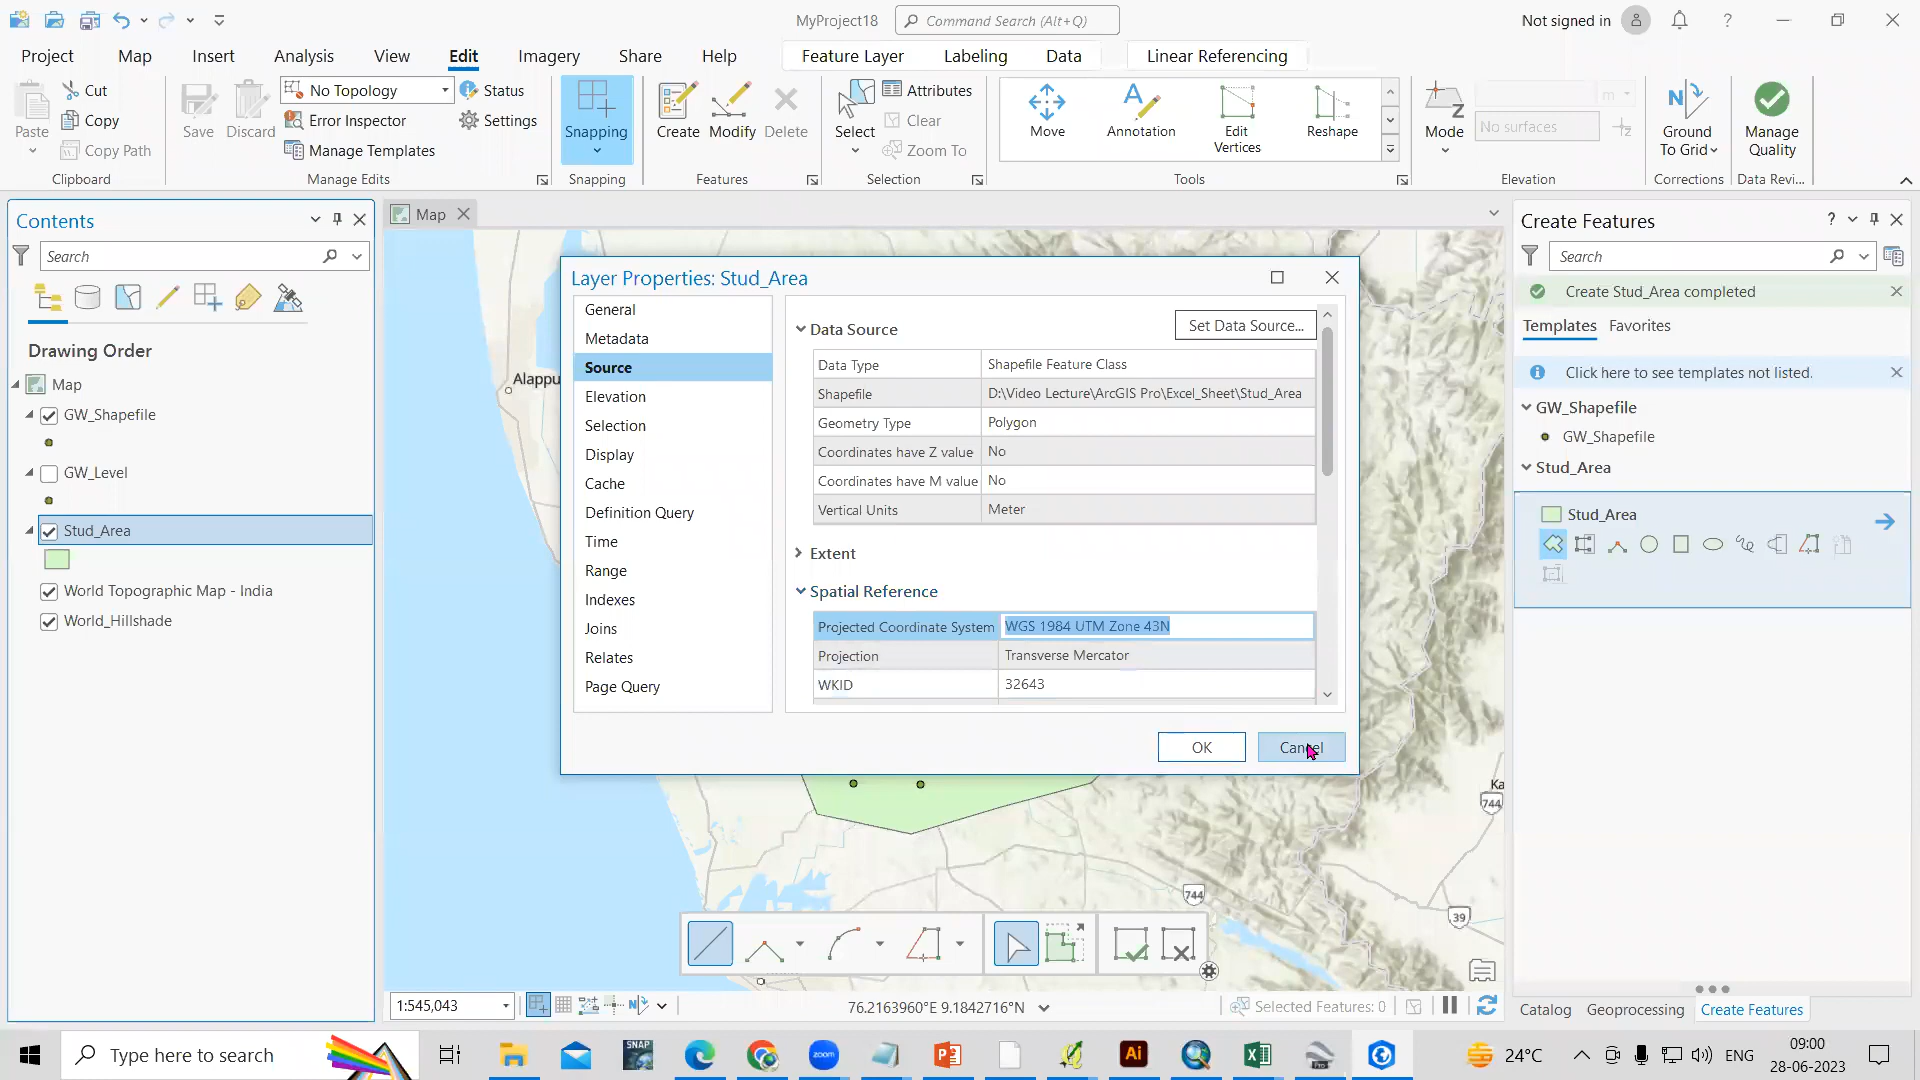 MyProject18
Command Search (Alt+Q)
Not signed in
?
Project Map Insert Analysis View Edit Imagery Share Help Feature Layer Labeling Data Linear Referencing
Paste
Cut
Copy
Copy Path
Clipboard
Save
Discard
No Topology
Error Inspector
Manage Templates
Status
Settings
Manage Edits
Snapping
Snapping
Create
Modify
Delete
Features
Select
Attributes
Clear
Zoom To
Selection
Move
Annotation
Edit
Vertices
Reshape
Tools
Mode
m
No surfaces
Elevation
Ground
To Grid
Corrections
Manage
Quality
Data Revi...
Contents
Search
Drawing Order
Map
GW_Shapefile
GW_Level
Stud_Area
World Topographic Map - India
World_Hillshade
Map
Alappu
Layer Properties: Stud_Area
General
Metadata
Source
Elevation
Selection
Display
Cache
Definition Query
Time
Range
Indexes
Joins
Relates
Page Query
Data Source
Set Data Source...
Data Type Shapefile Feature Class
Shapefile D:\Video Lecture\ArcGIS Pro\Excel_Sheet\Stud_Area
Geometry Type Polygon
Coordinates have Z value No
Coordinates have M value No
Vertical Units Meter
Extent
Spatial Reference
Projected Coordinate System WGS 1984 UTM Zone 43N
Projection Transverse Mercator
WKID 32643
OK
Cancel
Ka
744
744
39
1:545,043
76.2163960°E 9.1842716°N
Selected Features: 0
Create Features
?
Search
Create Stud_Area completed
Templates Favorites
Click here to see templates not listed.
GW_Shapefile
GW_Shapefile
Stud_Area
Stud_Area
Catalog Geoprocessing Create Features
Type here to search
SNAP
zoom
Ai
Pro
24°C
ENG
09:00
28-06-2023